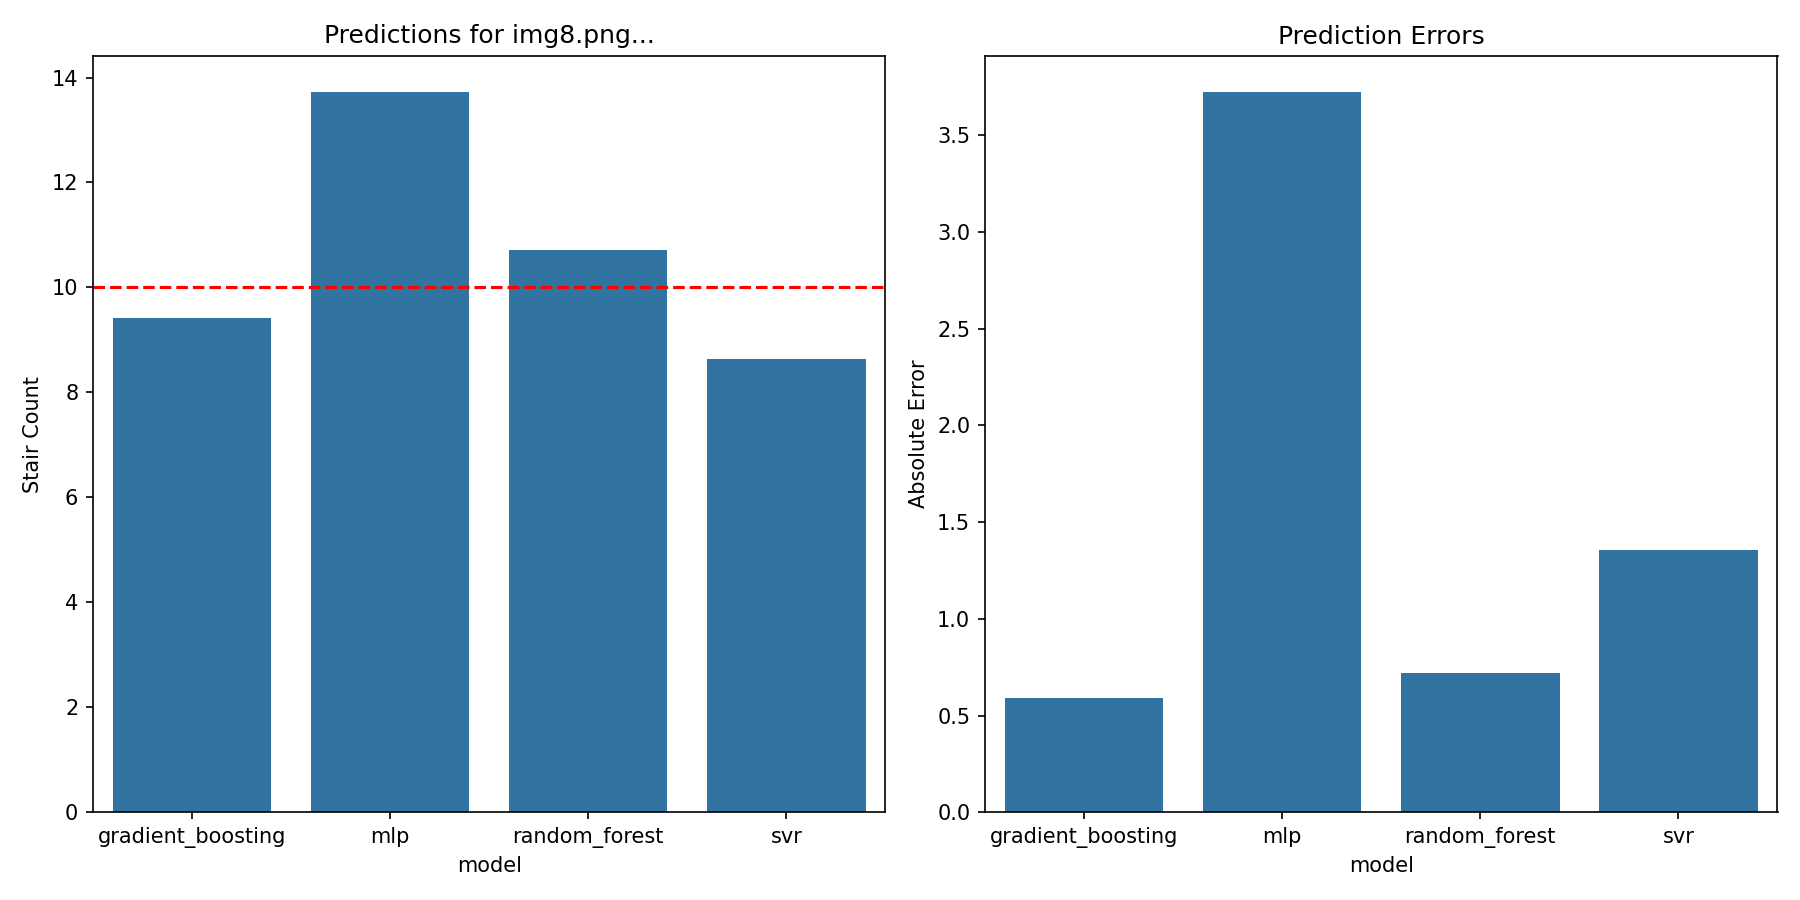 Predictions for img8.png...
14
12
10
8
6
4
2
0
Stair Count
gradient_boosting mlp random_forest svr
model
Prediction Errors
3.5
3.0
2.5
2.0
1.5
1.0
0.5
0.0
Absolute Error
gradient_boosting mlp random_forest svr
model